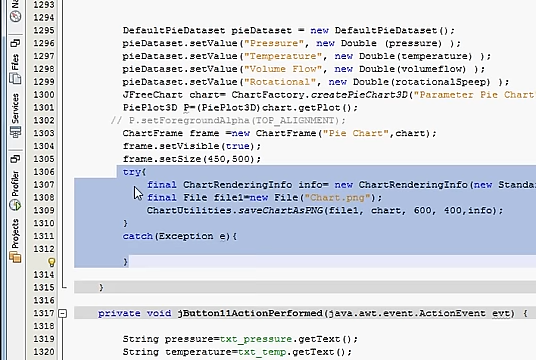 1293
1294
1295 DefaultPieDataset pieDataset = new DefaultPieDataset();
1296 pieDataset.setValue("Pressure", new Double (pressure) );
1297 pieDataset.setValue("Temperature", new Double(temperature) );
1298 pieDataset.setValue("Volume Flow", new Double(volumeflow) );
1299 pieDataset.setValue("Rotational", new Double(rotationalSpeep) );
1300 JFreeChart chart= ChartFactory.createPieChart3D("Parameter Pie Chart"
1301 PiePlot3D P=(PiePlot3D)chart.getPlot();
1302 // P.setForegroundAlpha(TOP_ALIGNMENT);
1303 ChartFrame frame =new ChartFrame("Pie Chart",chart);
1304 frame.setVisible(true);
1305 frame.setSize(450,500);
1306 try{
1307 final ChartRenderingInfo info= new ChartRenderingInfo(new Standa
1308 final File file1=new File("Chart.png");
1309 ChartUtilities.saveChartAsPNG(file1, chart, 600, 400,info);
1310 }
1311 catch(Exception e){
1312
}
1314
1315 }
1316
1317 private void jButton11ActionPerformed(java.awt.event.ActionEvent evt) {
1318
1319 String pressure=txt_pressure.getText();
1320 String temperature=txt_temp.getText();
Files
Services
Profiler
Projects